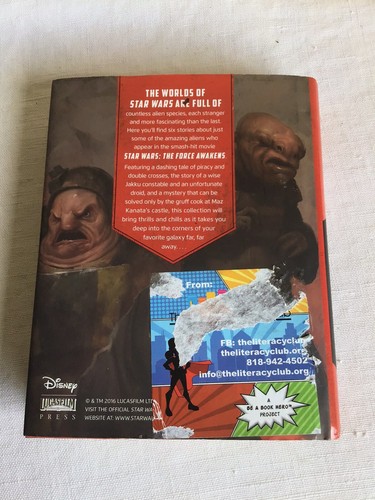 THE WORLDS OF
STAR WARS ARE FULL OF
countless alien species, each stranger
and more fascinating than the last.
Here you'll find six stories about just
some of the amazing aliens who
appear in the smash-hit movie
STAR WARS: THE FORCE AWAKENS.
Featuring a dashing tale of piracy and
double crosses, the story of a wise
Jakku constable and an unfortunate
droid, and a mystery that can be
solved only by the gruff cook at Maz
Kanata's castle, this collection will
bring thrills and chills as it takes you
deep into the corners of your
favorite galaxy far, far
away....
From:
FB: theliteracyclub
theliteracyclub.org
818-942-4502
info@theliteracyclub.org
A
BE A BOOK HERO™
PROJECT
Disney
LUCASFILM
PRESS
© & TM 2016 LUCASFILM LTD
VISIT THE OFFICIAL STAR WA
WEBSITE AT: WWW.STARWA